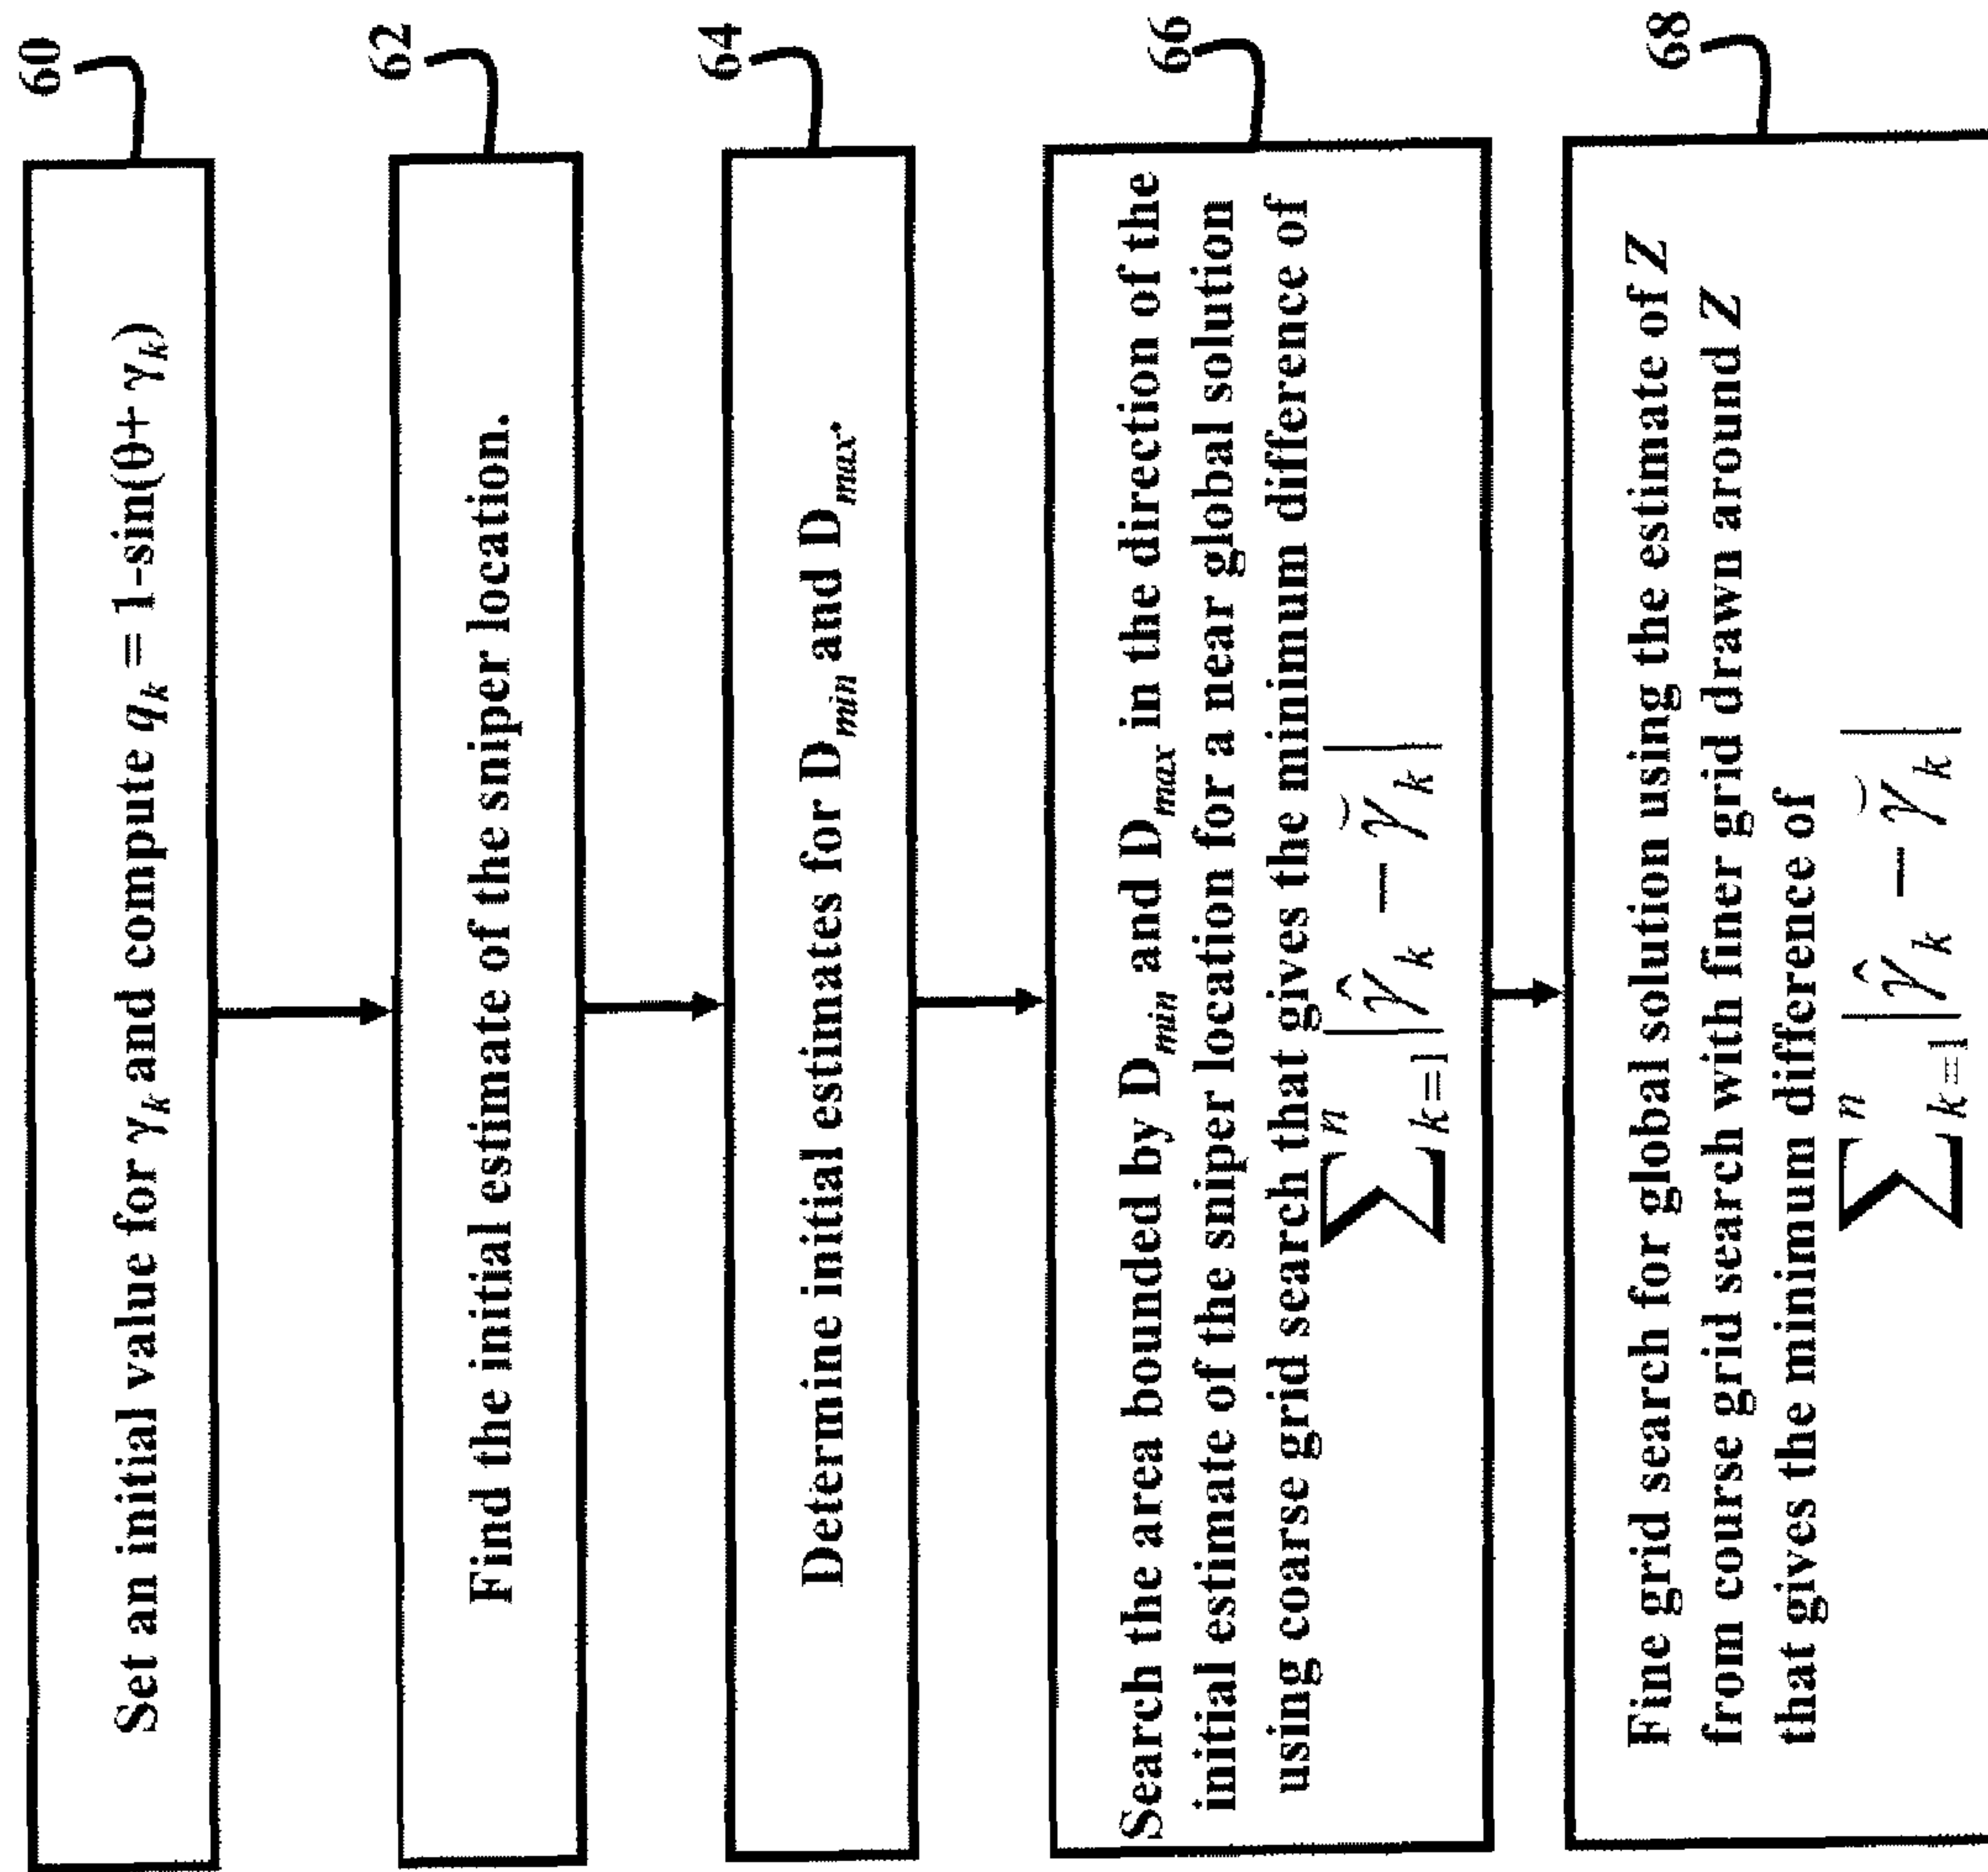 60
Set an initial value for γk and compute qk = 1-sin(θ+ γk)
62
Find the initial estimate of the sniper location.
64
Determine initial estimates for Dmin and Dmax.
66
Search the area bounded by Dmin and Dmax in the direction of the
initial estimate of the sniper location for a near global solution
using coarse grid search that gives the minimum difference of
∑ⁿk=1 |γ̂k − γ̆k|
68
Fine grid search for global solution using the estimate of Z
from course grid search with finer grid drawn around Z
that gives the minimum difference of
∑ⁿk=1 |γ̂k − γ̆k|